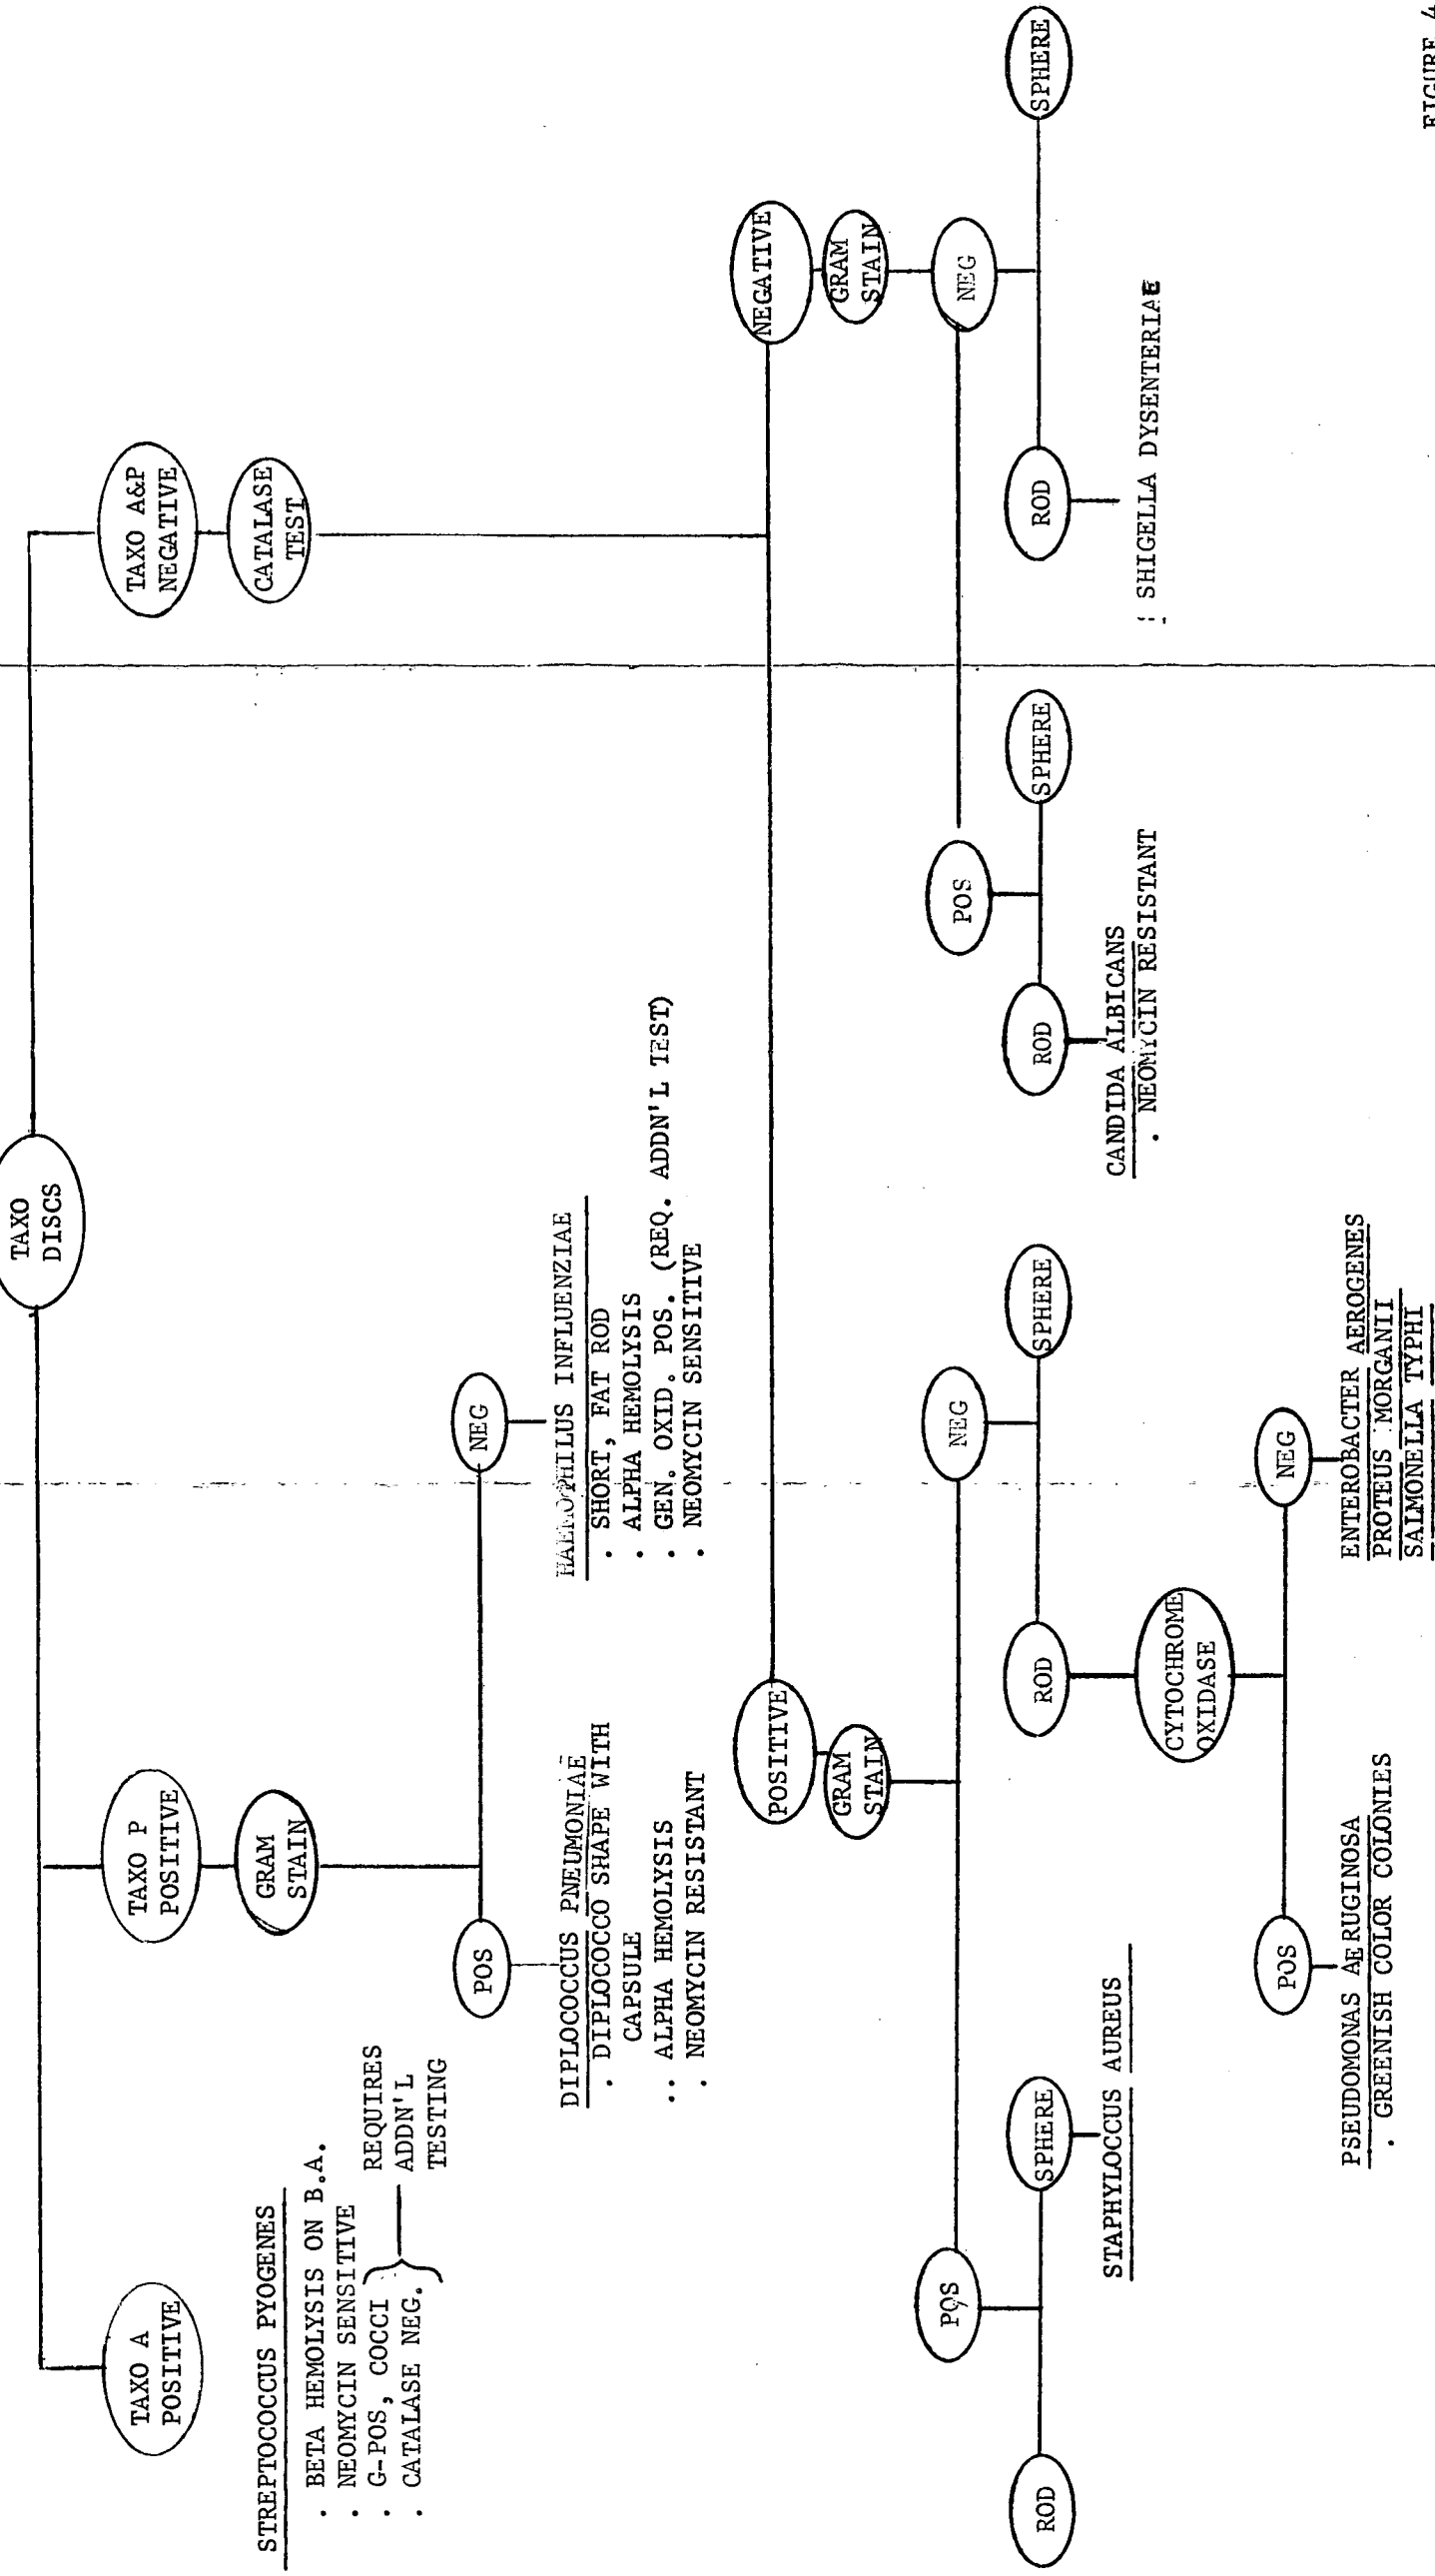 TAXO
DISCS
TAXO A
POSITIVE
TAXO P
POSITIVE
TAXO A&P
NEGATIVE
STREPTOCOCCUS PYOGENES
. BETA HEMOLYSIS ON B.A.
. NEOMYCIN SENSITIVE
. G-POS, COCCI
. CATALASE NEG.
REQUIRES
ADDN'L
TESTING
GRAM
STAIN
CATALASE
TEST
POS
NEG
DIPLOCOCCUS PNEUMONIAE
. DIPLOCOCCO SHAPE WITH
CAPSULE
.. ALPHA HEMOLYSIS
. NEOMYCIN RESISTANT
HAEMOPHILUS INFLUENZIAE
. SHORT, FAT ROD
. ALPHA HEMOLYSIS
. GEN. OXID. POS. (REQ. ADDN'L TEST)
. NEOMYCIN SENSITIVE
POSITIVE
NEGATIVE
GRAM
STAIN
GRAM
STAIN
POS
NEG
POS
NEG
ROD
SPHERE
ROD
SPHERE
ROD
SPHERE
ROD
SPHERE
STAPHYLOCCUS AUREUS
CYTOCHROME
OXIDASE
CANDIDA ALBICANS
. NEOMYCIN RESISTANT
SHIGELLA DYSENTERIAE
POS
NEG
PSEUDOMONAS AERUGINOSA
. GREENISH COLOR COLONIES
ENTEROBACTER AEROGENES
PROTEUS MORGANII
SALMONELLA TYPHI
FIGURE 4